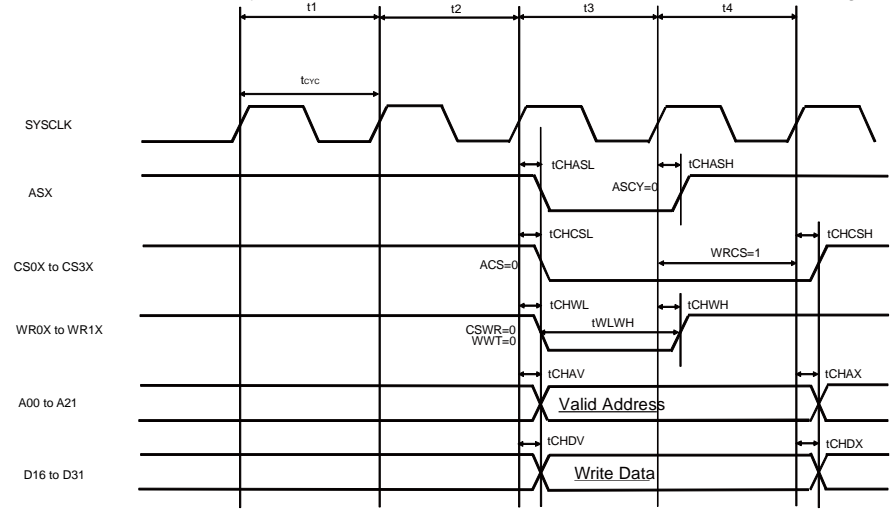 t1 t2 t3 t4
tCYC
SYSCLK
tCHASL tCHASH
ASX ASCY=0
tCHCSL tCHCSH
WRCS=1
CS0X to CS3X ACS=0
tCHWL tCHWH
tWLWH
WR0X to WR1X CSWR=0
WWT=0
tCHAV tCHAX
A00 to A21 Valid Address
tCHDV tCHDX
D16 to D31 Write Data